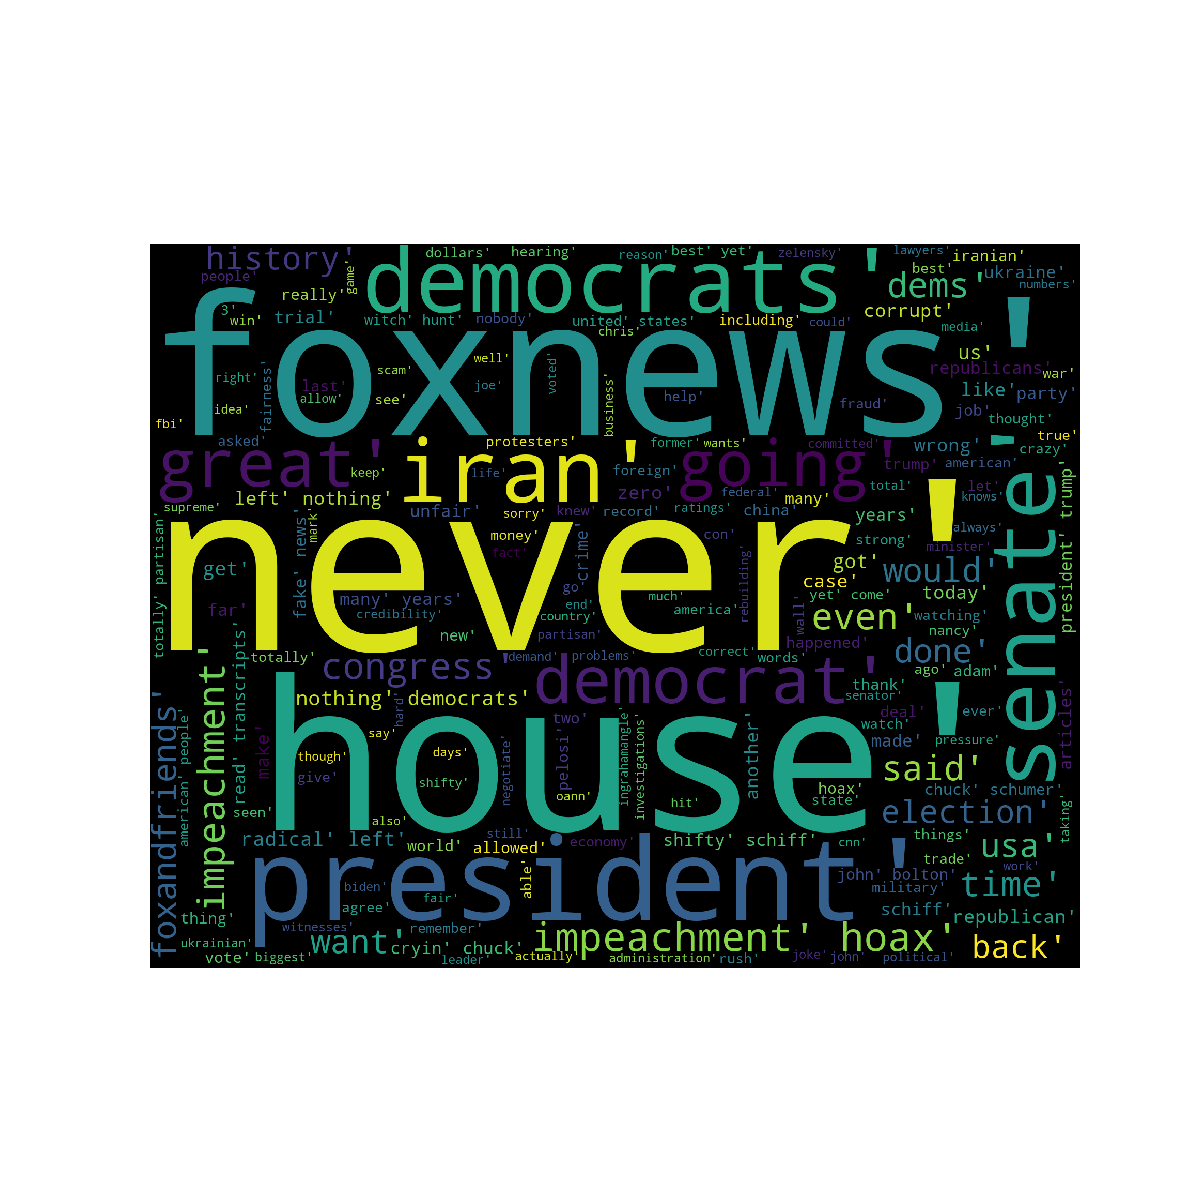 history'
democrats'
dollars' hearing'
reason' best' yet'
zelensky'
lawyers'
iranian'
best'
ukraine'
dems'
numbers'
people'
game'
really'
3'
win'
trial'
witch' hunt'
nobody'
united' states'
including'
could'
corrupt'
chris'
media'
foxnews'
us'
republicans'
war'
well'
voted'
scam'
right'
fairness'
last'
see'
joe'
business'
help'
like'
party'
allow'
idea'
fraud'
job'
thought'
fbi'
asked'
protesters'
former'
wants'
committed'
wrong'
true'
crazy'
great'
keep'
iran'
life'
foreign'
going'
trump'
american'
senate'
president' trump'
left' nothing'
zero'
federal'
many'
total'
let'
knows'
supreme'
mark'
unfair'
sorry'
knew'
record'
ratings'
china'
years'
strong'
always'
never'
fake' news'
money'
crime'
con'
minister'
totally' partisan'
fact'
rebuilding'
got'
would'
get'
go'
case'
many' years'
end'
much'
yet' come'
today'
far'
credibility'
country'
america'
wall'
even'
watching'
new'
partisan'
happened'
nancy'
read' transcripts'
totally'
congress'
demand'
problems'
correct'
words'
done'
ago'
adam'
democrat'
thank'
nothing' democrats'
hard'
senator'
impeachment'
foxandfriends'
american' people'
make'
house'
two'
deal'
ever'
articles'
say'
pelosi'
investigations'
ingrahamangle'
another'
watch'
made'
pressure'
though'
days'
negotiate'
said'
give'
shifty'
seen'
oann'
hoax'
chuck' schumer'
hit'
state'
election'
also'
taking'
radical' left'
still'
economy'
shifty' schiff'
cnn'
things'
usa'
world'
allowed'
trade'
work'
president'
able'
john' bolton'
biden'
fair'
military'
time'
agree'
schiff'
thing'
witnesses'
remember'
republican'
ukrainian'
want'
cryin' chuck'
impeachment' hoax'
back'
vote'
biggest'
leader'
actually'
administration'
rush'
joke'
john'
political'